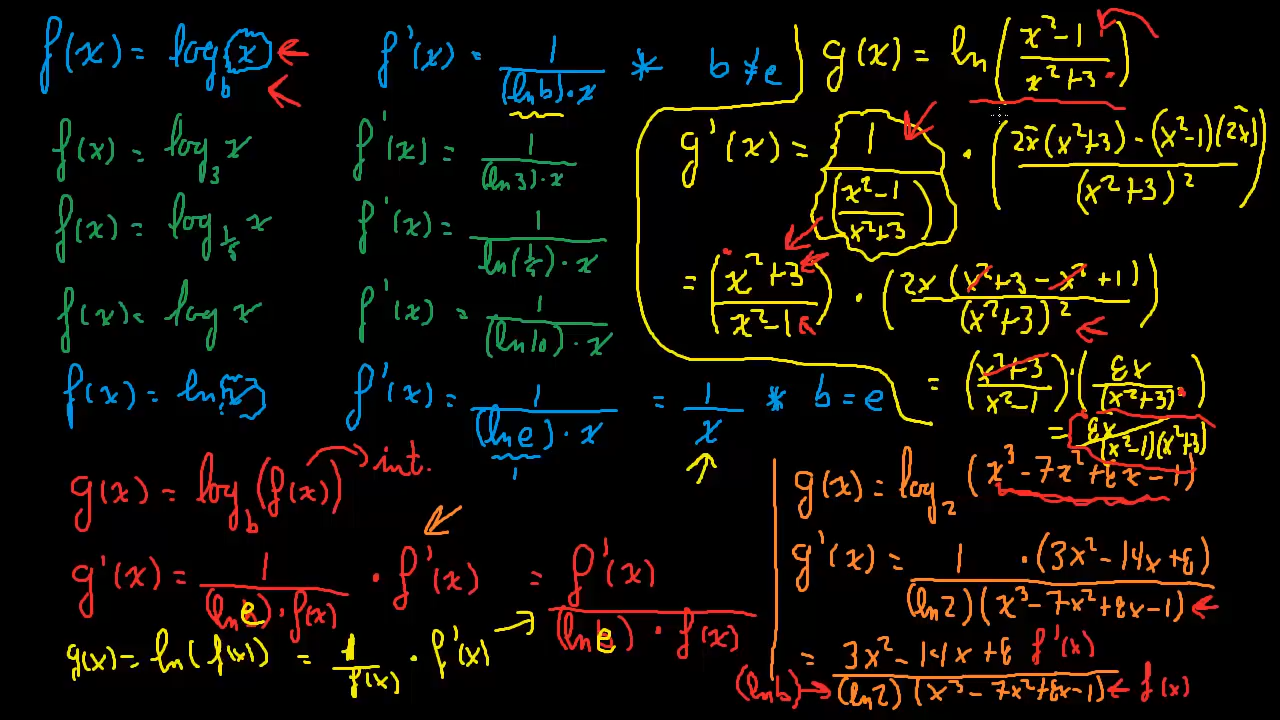 f(x) = log_b(x)
f'(x) = 1/((ln b)·x) * b ≠ e
f(x) = log_3 x
f'(x) = 1/((ln 3)·x)
f(x) = log_{1/5} x
f'(x) = 1/(ln(1/5)·x)
f(x) = log x
f'(x) = 1/((ln 10)·x)
f(x) = ln x
f'(x) = 1/((ln e)·x) = 1/x * b = e
1
g(x) = log_b(f(x)) int.
g'(x) = 1/((ln e)·f(x)) · f'(x) = f'(x)/((ln e)·f(x))
g(x) = ln(f(x)) = 1/f(x) · f'(x)
g(x) = ln((x²-1)/(x²+3))
g'(x) = 1/((x²-1)/(x²+3)) · ((2x(x²+3) - (x²-1)(2x))/(x²+3)²)
= ((x²+3)/(x²-1)) · ((2x(x²+3-x²+1))/(x²+3)²)
= ((x²+3)/(x²-1)) · (8x/(x²+3)²)
= 8x/((x²-1)(x²+3))
g(x) = log_2(x³-7x²+8x-1)
g'(x) = 1·(3x²-14x+8)/((ln 2)(x³-7x²+8x-1))
= (3x²-14x+8)/((ln 2)(x³-7x²+8x-1)) f'(x)
(ln b) f(x)